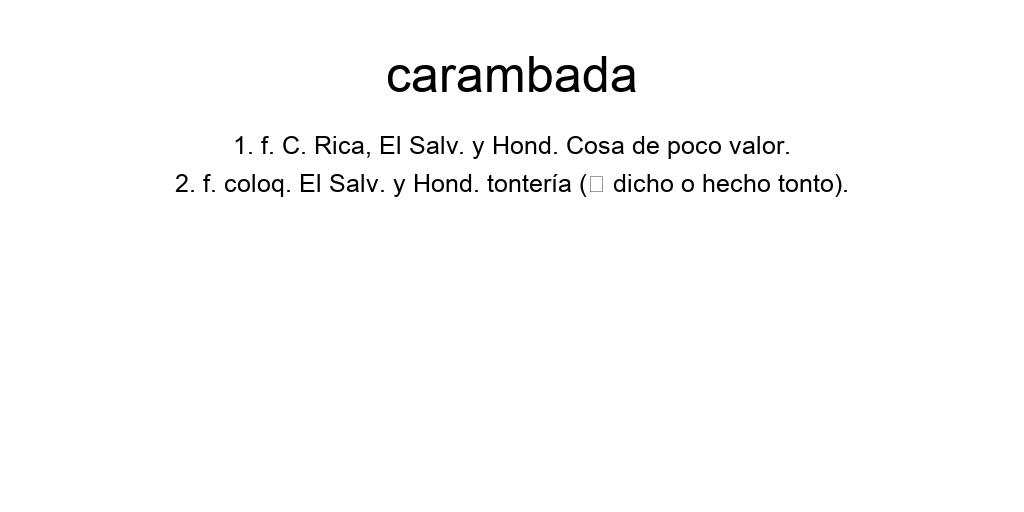 carambada
1. f. C. Rica, El Salv. y Hond. Cosa de poco valor.
2. f. coloq. El Salv. y Hond. tontería (□ dicho o hecho tonto).